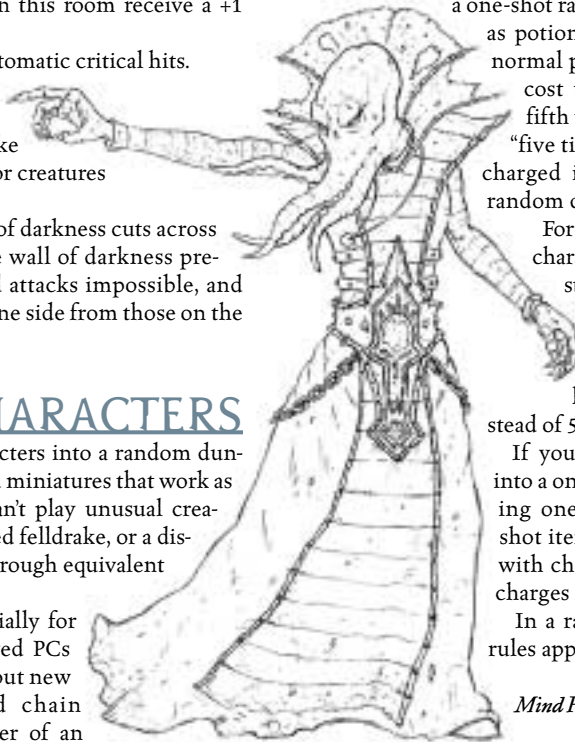 n this room receive a +1
tomatic critical hits.
ke
or creatures
of darkness cuts across
e wall of darkness pre-
l attacks impossible, and
ne side from those on the
HARACTERS
cters into a random dun-
miniatures that work as
n't play unusual crea-
ed felldrake, or a dis-
rough equivalent
ially for
red PCs
out new
d chain
er of an
a one-shot ra
as potion
normal p
cost
fifth
“five ti
charged i
random d
For
char
su
stead of 5
If you
into a on
ing one
shot iter
with ch
charges
In a ra
rules app
Mind F